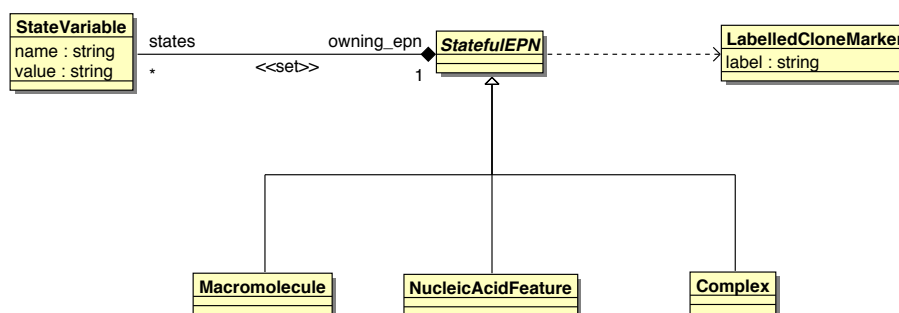 StateVariable
name : string
value : string
states
*
<<set>>
owning_epn
1
StatefulEPN
LabelledCloneMarker
label : string
Macromolecule
NucleicAcidFeature
Complex